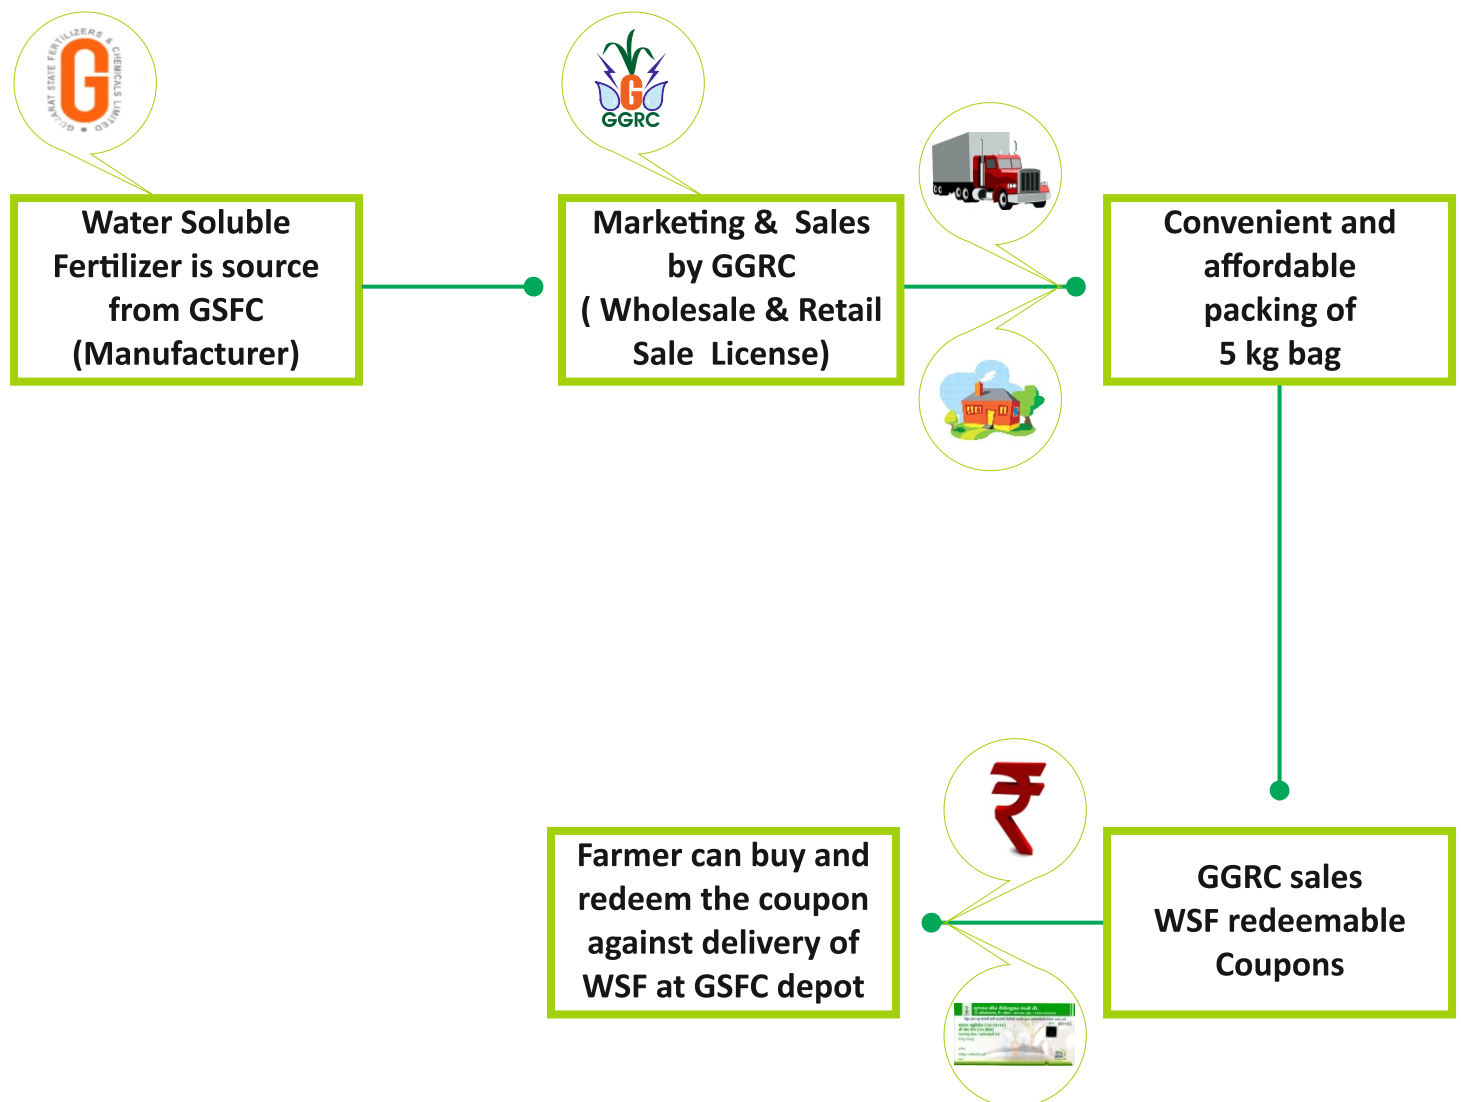 GUJARAT STATE FERTILIZERS & CHEMICALS LIMITED
G
G
GGRC
Water Soluble
Fertilizer is source
from GSFC
(Manufacturer)
Marketing & Sales
by GGRC
( Wholesale & Retail
Sale License)
Convenient and
affordable
packing of
5 kg bag
GGRC sales
WSF redeemable
Coupons
Farmer can buy and
redeem the coupon
against delivery of
WSF at GSFC depot